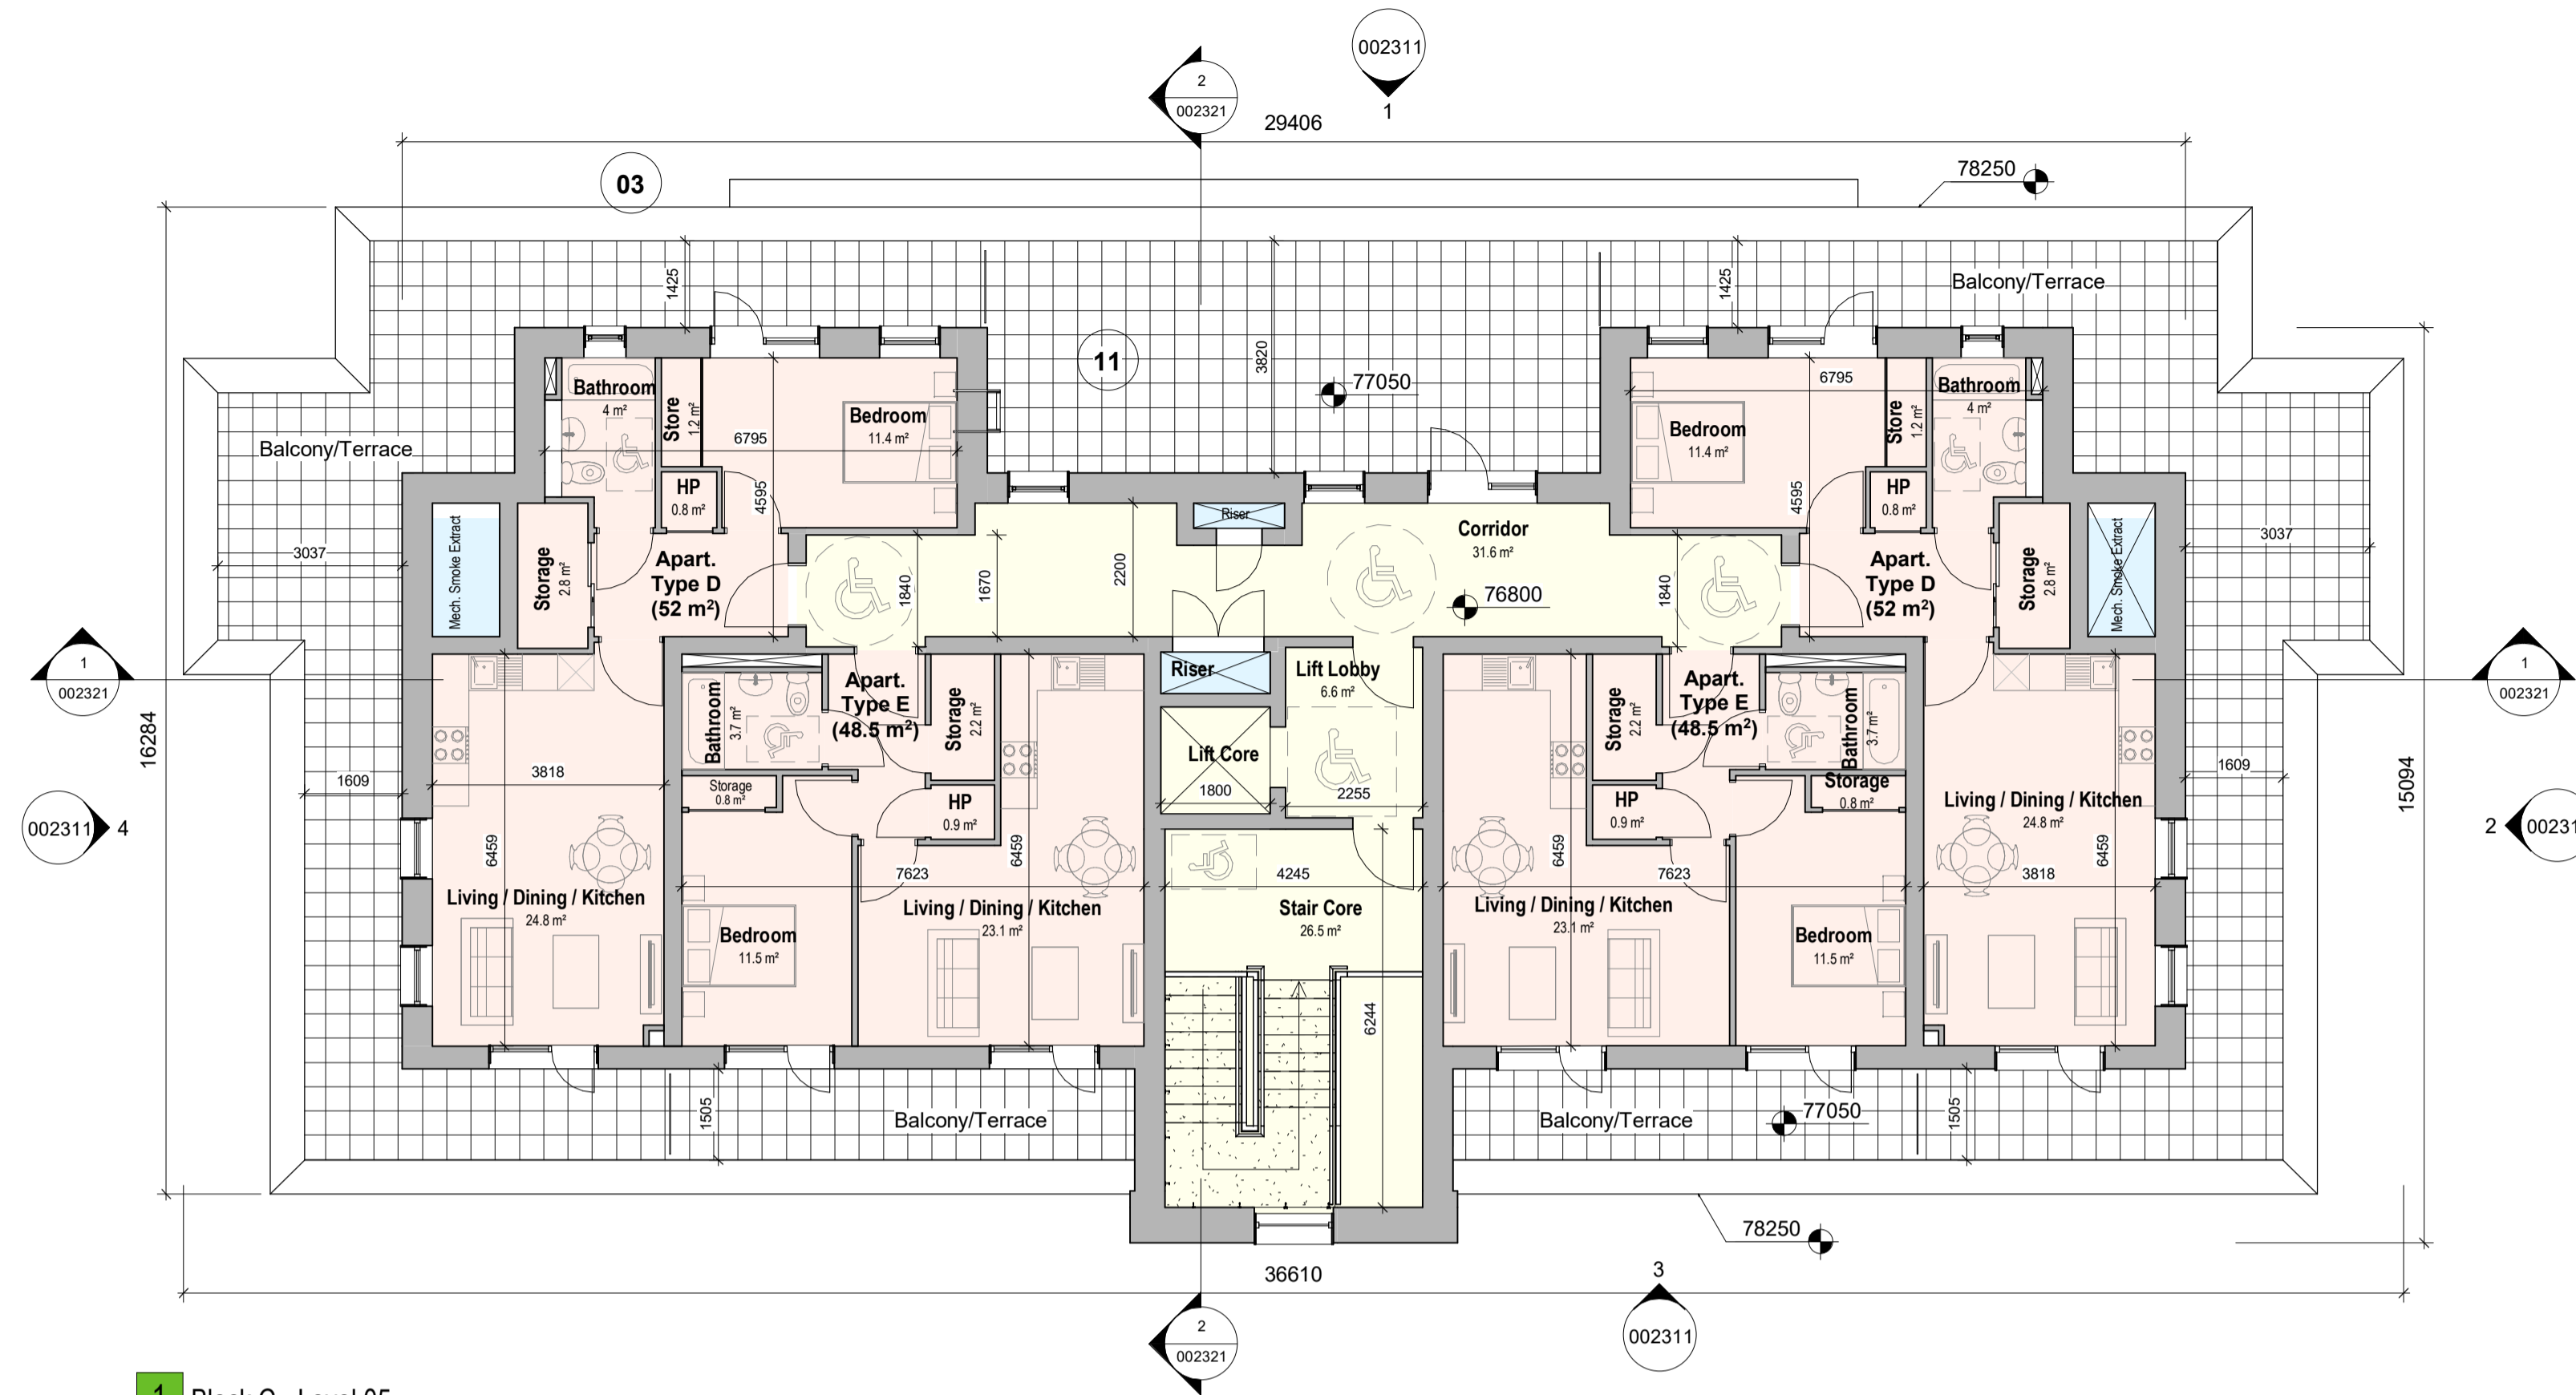 002311
1
2
002321
29406
03
78250
1425
1425
Balcony/Terrace
3820
11
77050
Bathroom
4 m²
Store
1.2 m²
Bedroom
11.4 m²
6795
HP
0.8 m²
4595
Balcony/Terrace
6795
Bedroom
11.4 m²
Store
1.2 m²
Bathroom
4 m²
HP
0.8 m²
4595
Mech. Smoke Extract
Storage
2.8 m²
Apart.
Type D
(52 m²)
1840
1670
2200
Riser
Corridor
31.6 m²
76800
1840
Apart.
Type D
(52 m²)
Storage
2.8 m²
Mech. Smoke Extract
3037
3037
1
002321
1
002321
16284
15094
Bathroom
3.7 m²
Apart.
Type E
(48.5 m²)
Storage
2.2 m²
Riser
Lift Lobby
6.6 m²
Lift Core
1800
2255
Storage
2.2 m²
Apart.
Type E
(48.5 m²)
Bathroom
3.7 m²
1609
3818
Storage
0.8 m²
HP
0.9 m²
HP
0.9 m²
Storage
0.8 m²
1609
002311
4
2
6459
6459
6459
6459
Living / Dining / Kitchen
24.8 m²
7623
4245
7623
3818
Living / Dining / Kitchen
24.8 m²
Bedroom
11.5 m²
Living / Dining / Kitchen
23.1 m²
Stair Core
26.5 m²
Living / Dining / Kitchen
23.1 m²
Bedroom
11.5 m²
6244
1505
Balcony/Terrace
Balcony/Terrace
77050
1505
78250
36610
3
002311
2
002321
1
Block C - Level 05